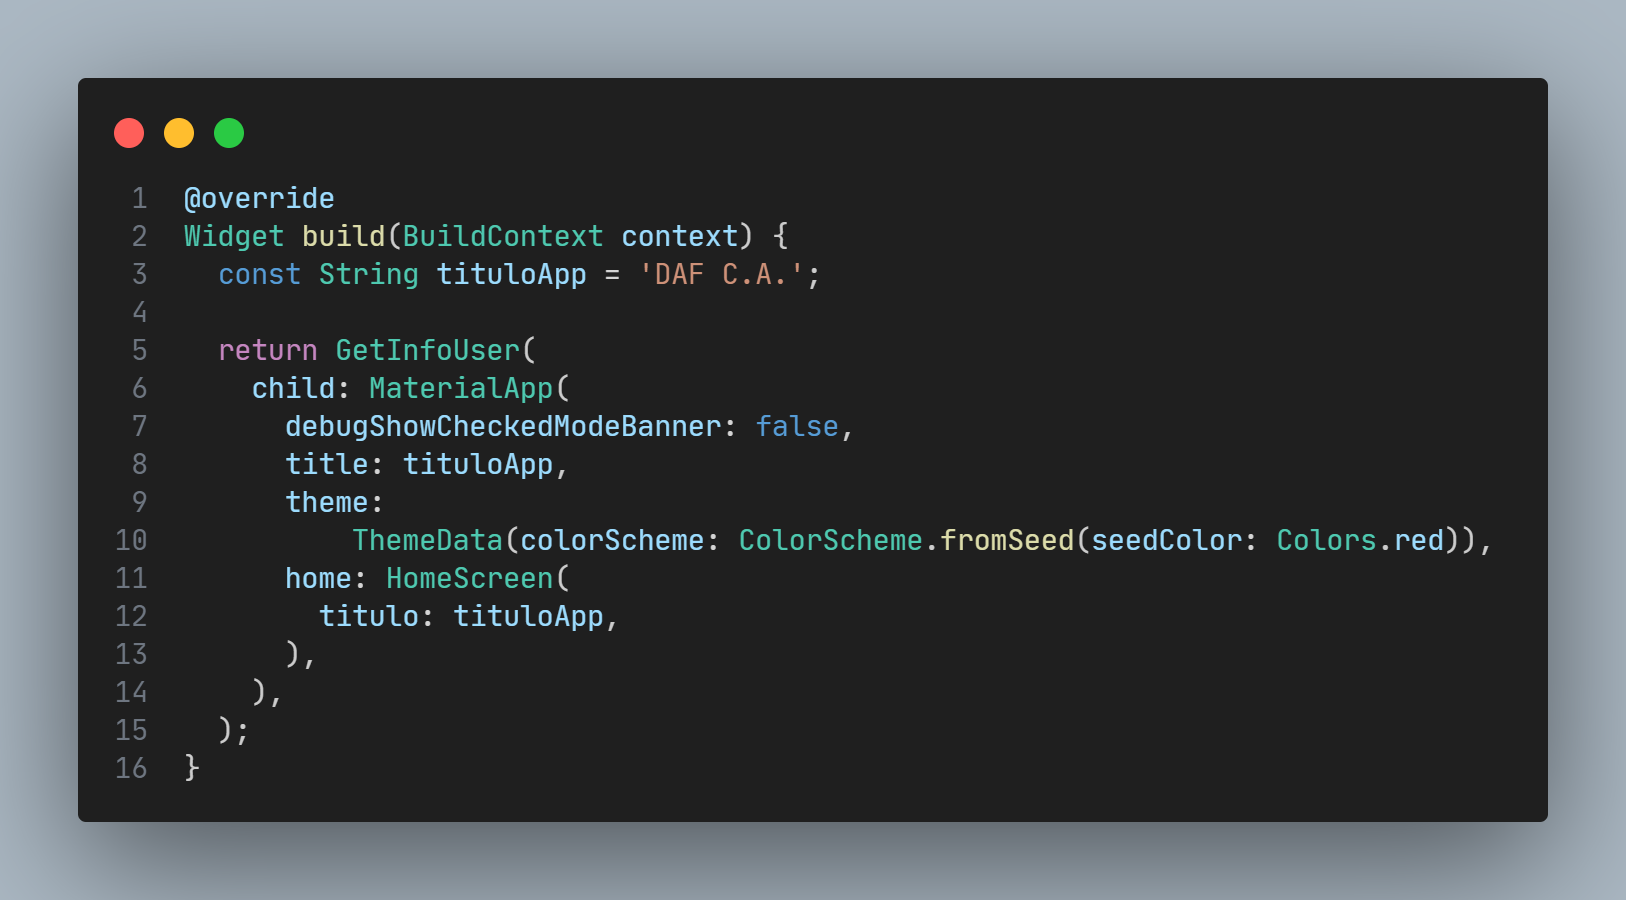 1 @override
2 Widget build(BuildContext context) {
3   const String tituloApp = 'DAF C.A.';
4
5   return GetInfoUser(
6     child: MaterialApp(
7       debugShowCheckedModeBanner: false,
8       title: tituloApp,
9       theme:
10           ThemeData(colorScheme: ColorScheme.fromSeed(seedColor: Colors.red)),
11       home: HomeScreen(
12         titulo: tituloApp,
13       ),
14     ),
15   );
16 }